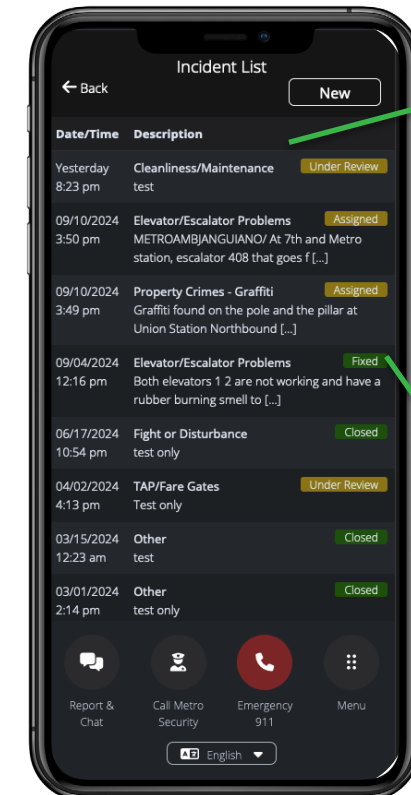 Incident List
Back
New
Date/Time Description
Yesterday Cleanliness/Maintenance Under Review
8:23 pm test
09/10/2024 Elevator/Escalator Problems Assigned
3:50 pm METROAMBJANGUIANO/ At 7th and Metro
station, escalator 408 that goes f [...]
09/10/2024 Property Crimes - Graffiti Assigned
3:49 pm Graffiti found on the pole and the pillar at
Union Station Northbound [...]
09/04/2024 Elevator/Escalator Problems Fixed
12:16 pm Both elevators 1 2 are not working and have a
rubber burning smell to [...]
06/17/2024 Fight or Disturbance Closed
10:54 pm test only
04/02/2024 TAP/Fare Gates Under Review
4:13 pm Test only
03/15/2024 Other Closed
12:23 am test
03/01/2024 Other Closed
2:14 pm test only
Report & Call Metro Emergency Menu
Chat Security 911
English